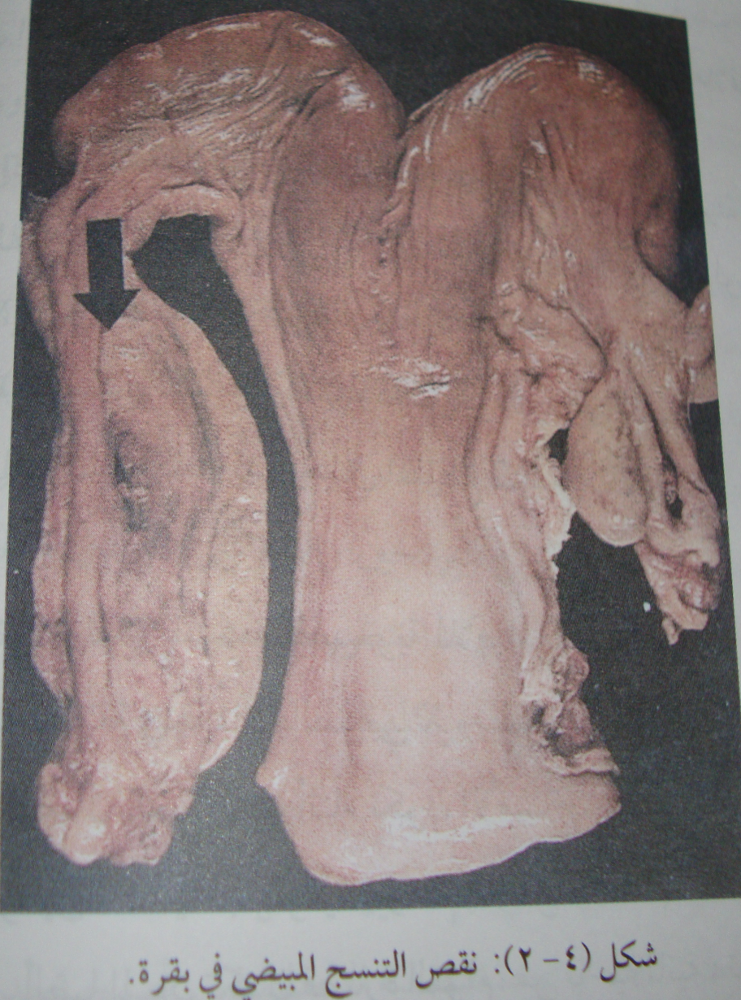 شكل (٤ - ٢): نقص التنسج المبيضي في بقرة.